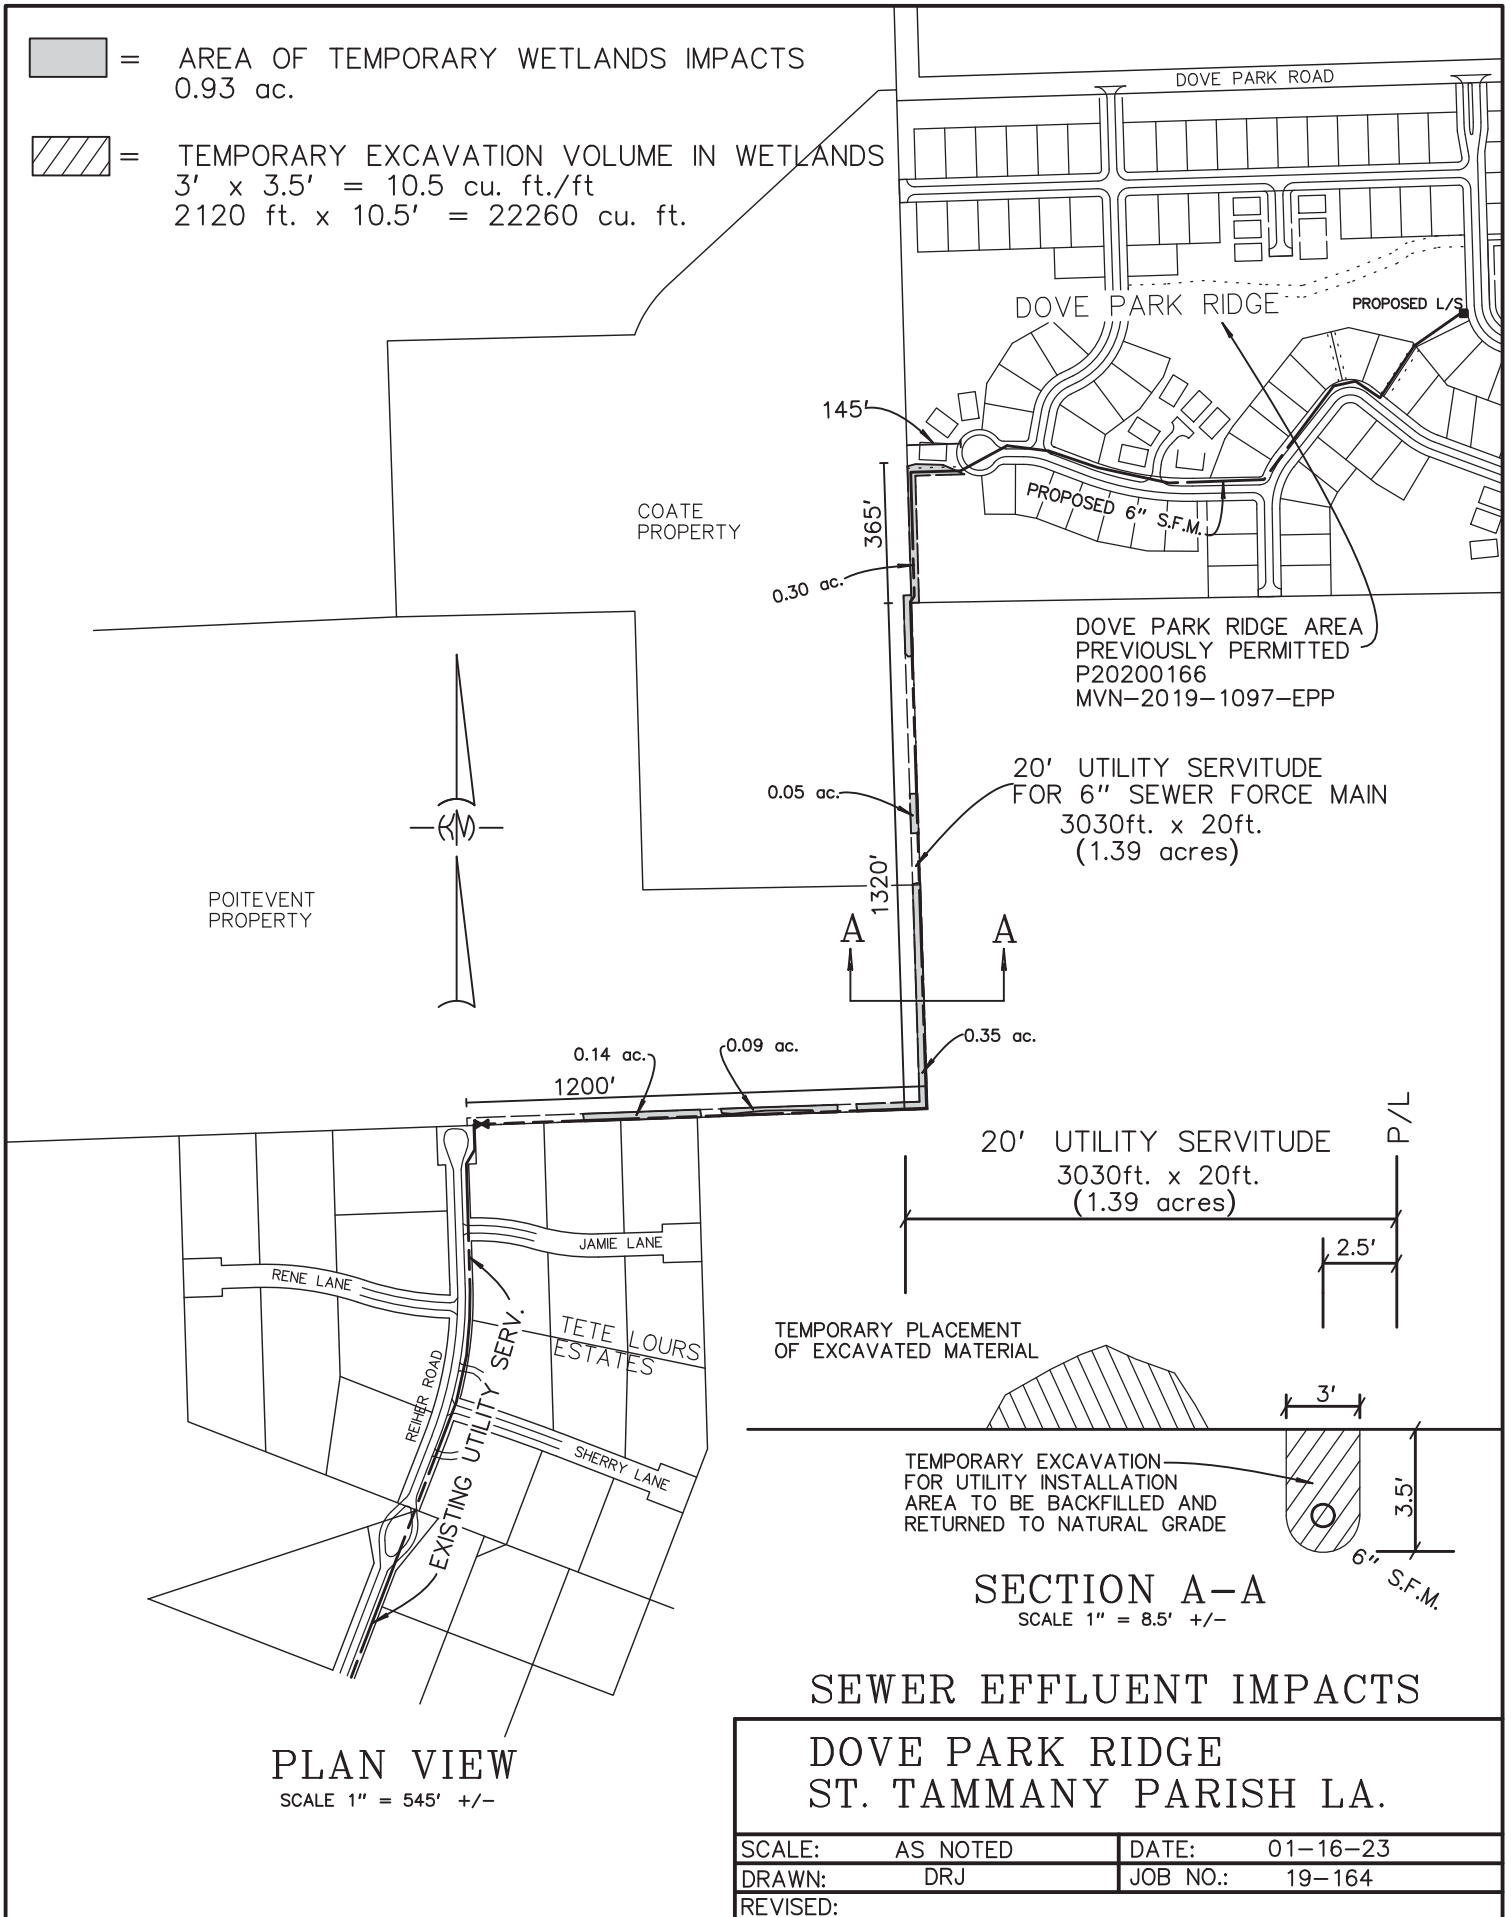 = AREA OF TEMPORARY WETLANDS IMPACTS
0.93 ac.
= TEMPORARY EXCAVATION VOLUME IN WETLANDS
3' x 3.5' = 10.5 cu. ft./ft
2120 ft. x 10.5' = 22260 cu. ft.
DOVE PARK ROAD
DOVE PARK RIDGE
PROPOSED L/S
145'
PROPOSED 6" S.F.M.
COATE
PROPERTY
365'
0.30 ac.
DOVE PARK RIDGE AREA
PREVIOUSLY PERMITTED
P20200166
MVN-2019-1097-EPP
20' UTILITY SERVITUDE
FOR 6" SEWER FORCE MAIN
3030ft. x 20ft.
(1.39 acres)
0.05 ac.
1320'
POITEVENT
PROPERTY
A A
0.35 ac.
0.14 ac.
0.09 ac.
1200'
P/L
20' UTILITY SERVITUDE
3030ft. x 20ft.
(1.39 acres)
2.5'
JAMIE LANE
RENE LANE
TETE LOURS
ESTATES
REIHER ROAD
EXISTING UTILITY SERV.
SHERRY LANE
TEMPORARY PLACEMENT
OF EXCAVATED MATERIAL
3'
TEMPORARY EXCAVATION
FOR UTILITY INSTALLATION
AREA TO BE BACKFILLED AND
RETURNED TO NATURAL GRADE
3.5'
6" S.F.M.
SECTION A-A
SCALE 1" = 8.5' +/-
SEWER EFFLUENT IMPACTS
PLAN VIEW
SCALE 1" = 545' +/-
DOVE PARK RIDGE
ST. TAMMANY PARISH LA.
SCALE: AS NOTED
DATE: 01-16-23
DRAWN: DRJ
JOB NO.: 19-164
REVISED: